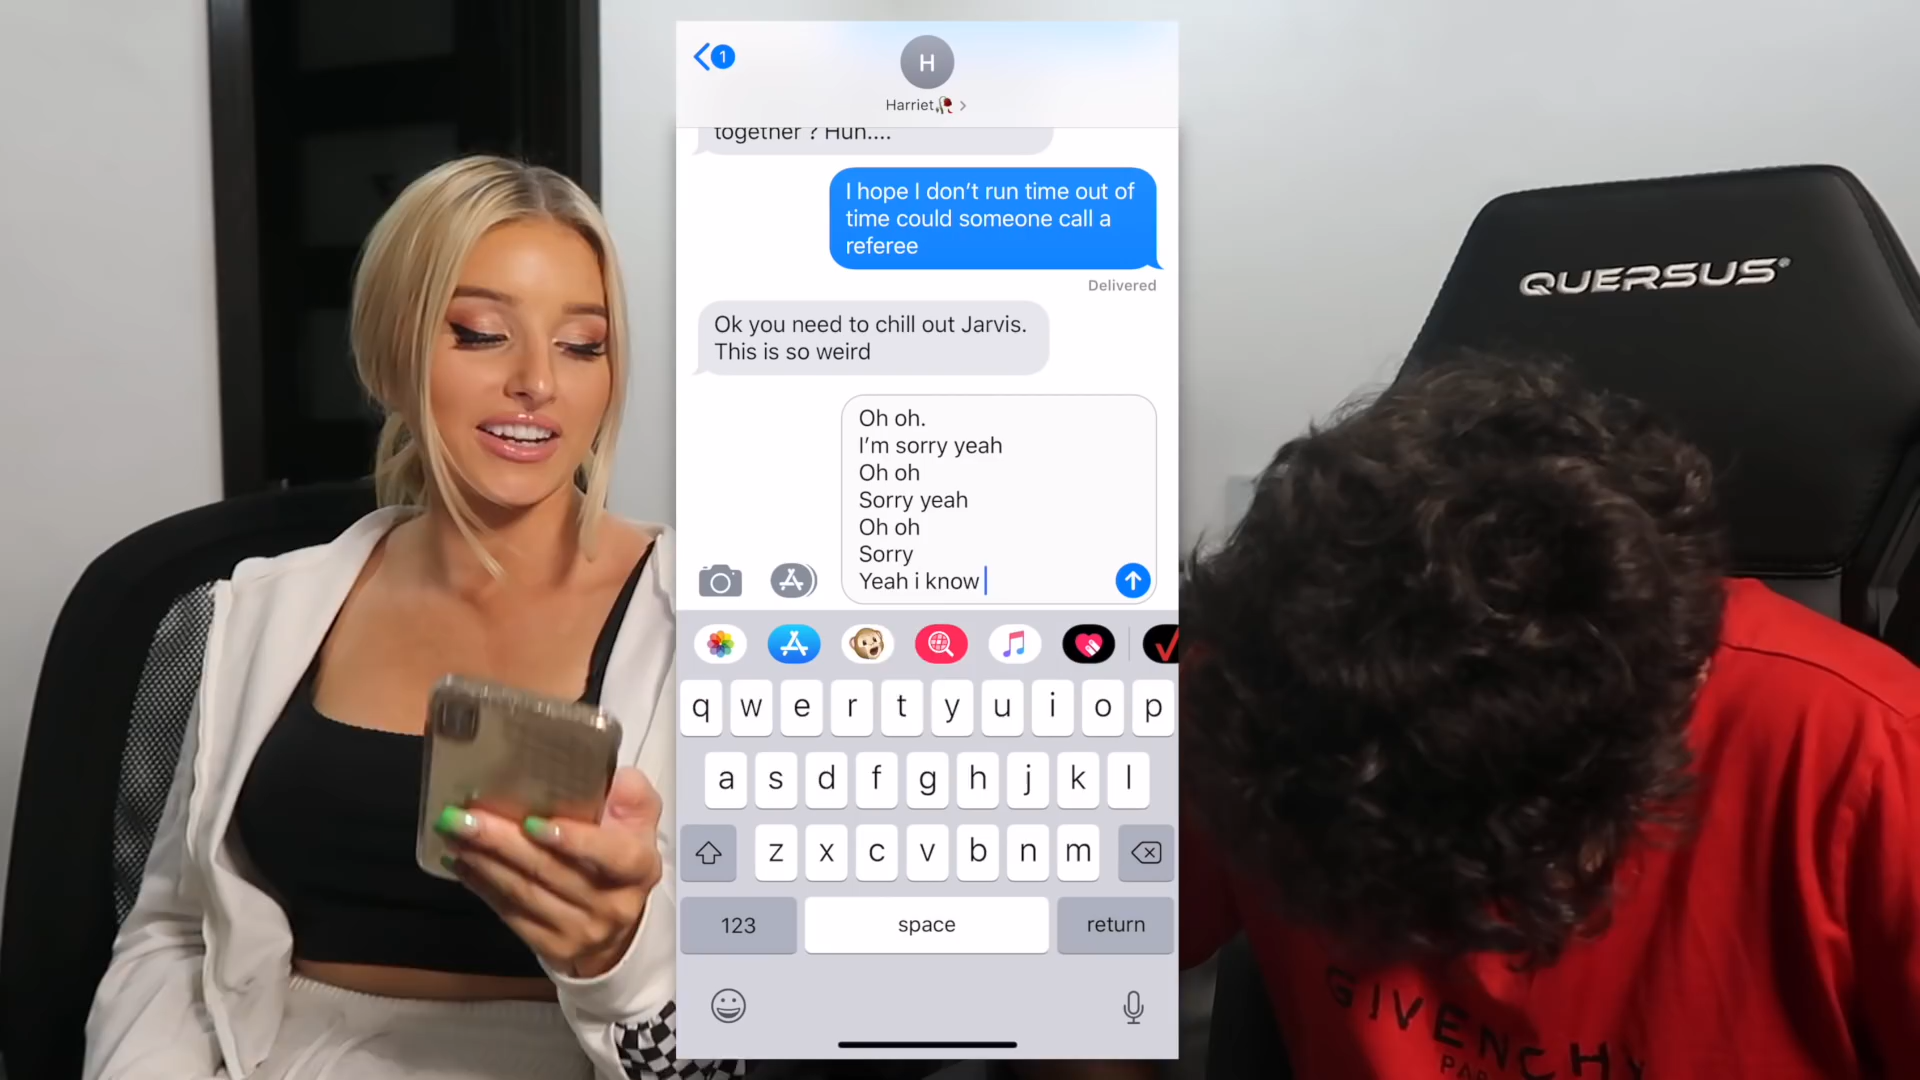 1
H
Harriet🥀 >
together ? Huh....
I hope I don't run time out of
time could someone call a
referee
Delivered
Ok you need to chill out Jarvis.
This is so weird
Oh oh.
I'm sorry yeah
Oh oh
Sorry yeah
Oh oh
Sorry
Yeah i know
q w e r t y u i o p
a s d f g h j k l
z x c v b n m
123 space return
QUERSUS
GIVENCHY
PAR